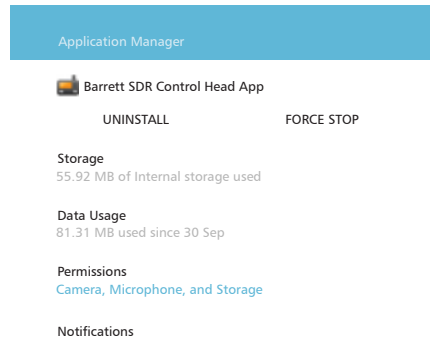 Application Manager
Barrett SDR Control Head App
UNINSTALL FORCE STOP
Storage
55.92 MB of Internal storage used
Data Usage
81.31 MB used since 30 Sep
Permissions
Camera, Microphone, and Storage
Notifications